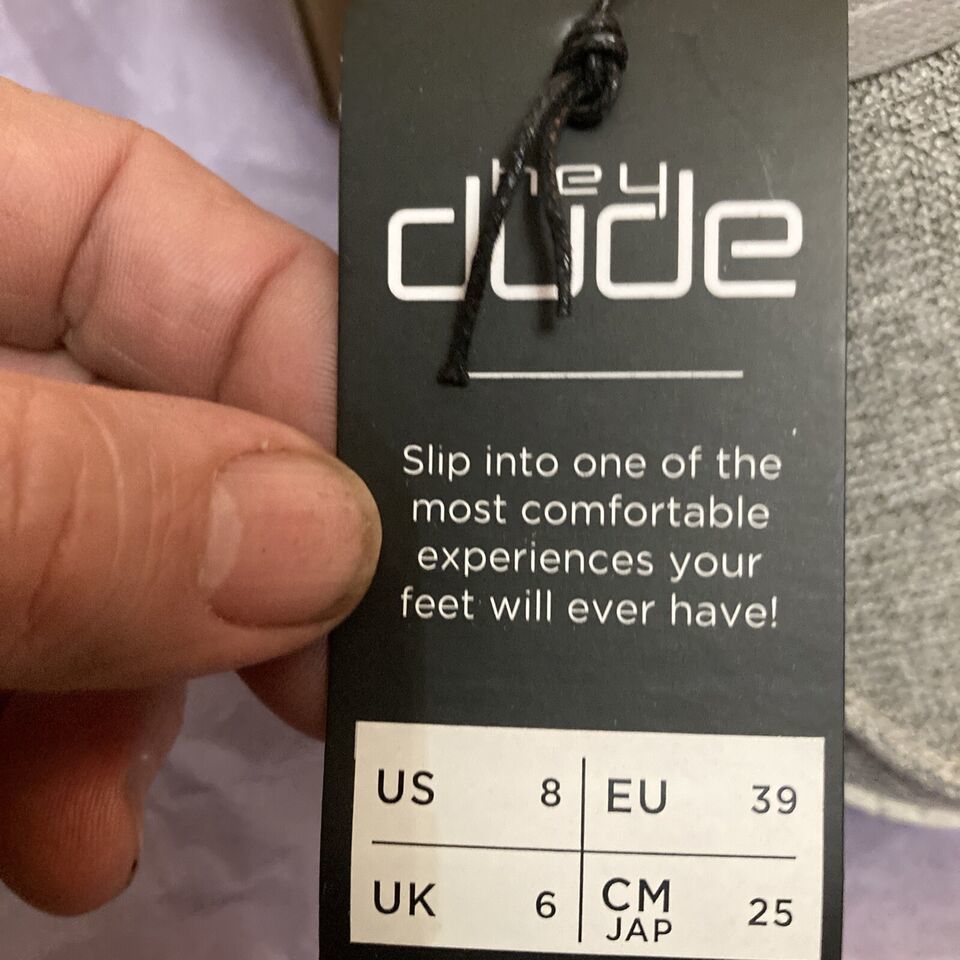 hey
dude
Slip into one of the
most comfortable
experiences your
feet will ever have!
US 8 EU 39
UK 6 CM 25
JAP